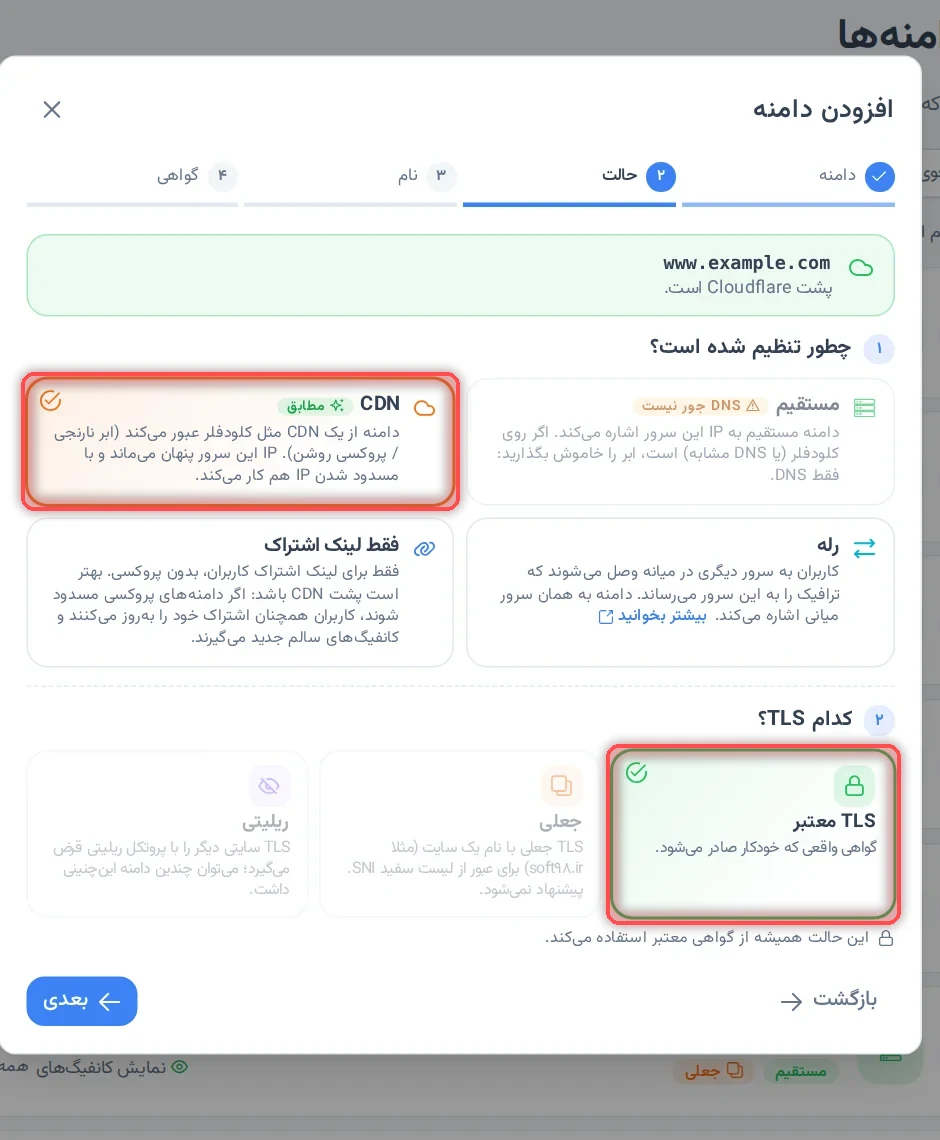 افزودن دامنه
دامنه
۲ حالت
۳ نام
۴ گواهی
www.example.com
پشت Cloudflare است.
۱ چطور تنظیم شده است؟
مستقیم DNS جور نیست
دامنه مستقیم به IP این سرور اشاره می‌کند. اگر روی
کلودفلر (یا DNS مشابه) است، ابر را خاموش بگذارید:
فقط DNS.
CDN مطابق
دامنه از یک CDN مثل کلودفلر عبور می‌کند (ابر نارنجی
/ پروکسی روشن). IP این سرور پنهان می‌ماند و با
مسدود شدن IP هم کار می‌کند.
رله
کاربران به سرور دیگری در میانه وصل می‌شوند که
ترافیک را به این سرور می‌رساند. دامنه به همان سرور
میانی اشاره می‌کند. بیشتر بخوانید
فقط لینک اشتراک
فقط برای لینک اشتراک کاربران، بدون پروکسی. بهتر
است پشت CDN باشد: اگر دامنه‌های پروکسی مسدود
شوند، کاربران همچنان اشتراک خود را به‌روز می‌کنند و
کانفیگ‌های سالم جدید می‌گیرند.
۲ کدام TLS؟
TLS معتبر
گواهی واقعی که خودکار صادر می‌شود.
جعلی
TLS جعلی با نام یک سایت (مثلا
soft98.ir) برای عبور از لیست سفید SNI.
پیشنهاد نمی‌شود.
ریلیتی
TLS سایتی دیگر را با پروتکل ریلیتی قرض
می‌گیرد؛ می‌توان چندین دامنه این‌چنینی
داشت.
این حالت همیشه از گواهی معتبر استفاده می‌کند.
بازگشت
بعدی
مستقیم
جعلی
نمایش کانفیگ‌های همه